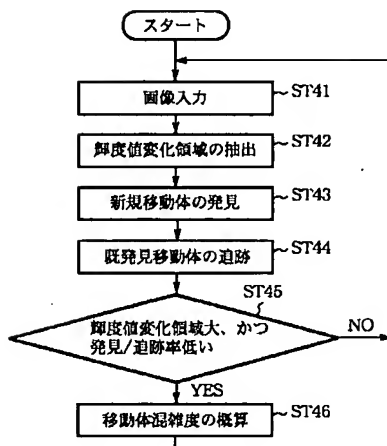 スタート
画像入力
ST41
輝度値変化領域の抽出
ST42
新規移動体の発見
ST43
既発見移動体の追跡
ST44
ST45
輝度値変化領域大、かつ
発見/追跡率低い
NO
YES
移動体混雑度の概算
ST46